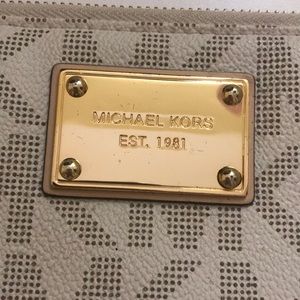 MICHAEL KORS
EST. 1981